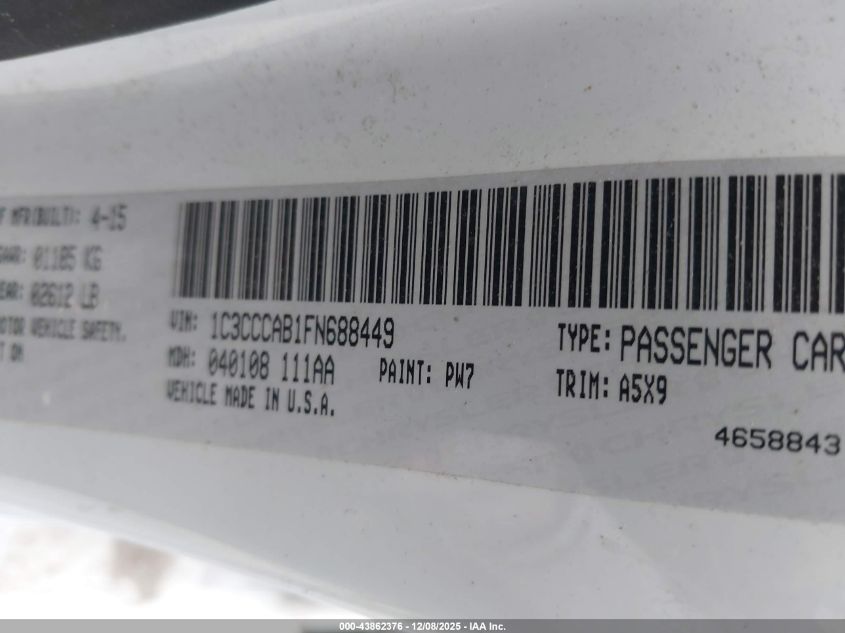 F MFR(BUILT): 4-15
GAWR: 01185 KG
REAR: 02612 LB
MOTOR VEHICLE SAFETY.
T ON
VIN: 1C3CCCAB1FN688449
TYPE: PASSENGER CAR
MDH: 040108 111AA
PAINT: PW7
TRIM: A5X9
VEHICLE MADE IN U.S.A.
4658843
000-43862376 - 12/08/2025 - IAA Inc.